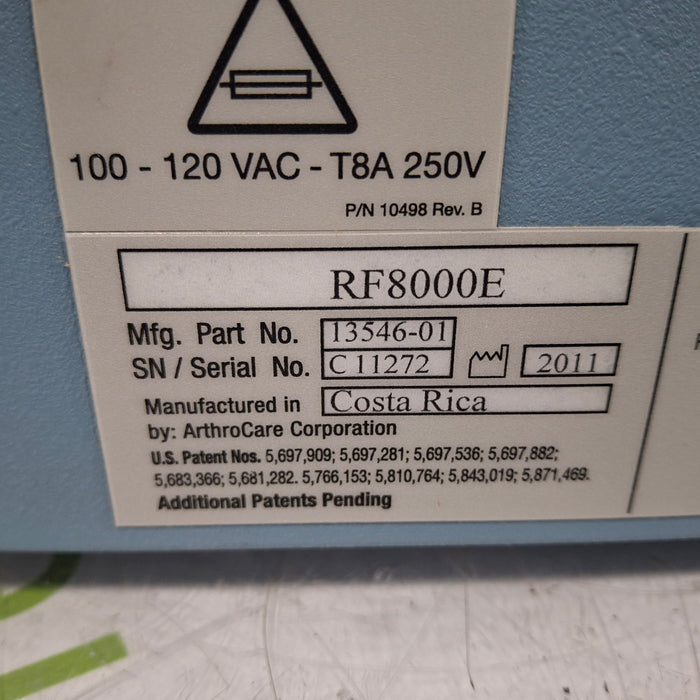 100 - 120 VAC - T8A 250V
P/N 10498 Rev. B
RF8000E
Mfg. Part No. 13546-01
SN / Serial No. C 11272 2011
Manufactured in Costa Rica
by: ArthroCare Corporation
U.S. Patent Nos. 5,697,909; 5,697,281; 5,697,536; 5,697,882;
5,683,366; 5,681,282. 5,766,153; 5,810,764; 5,843,019; 5,871,469.
Additional Patents Pending